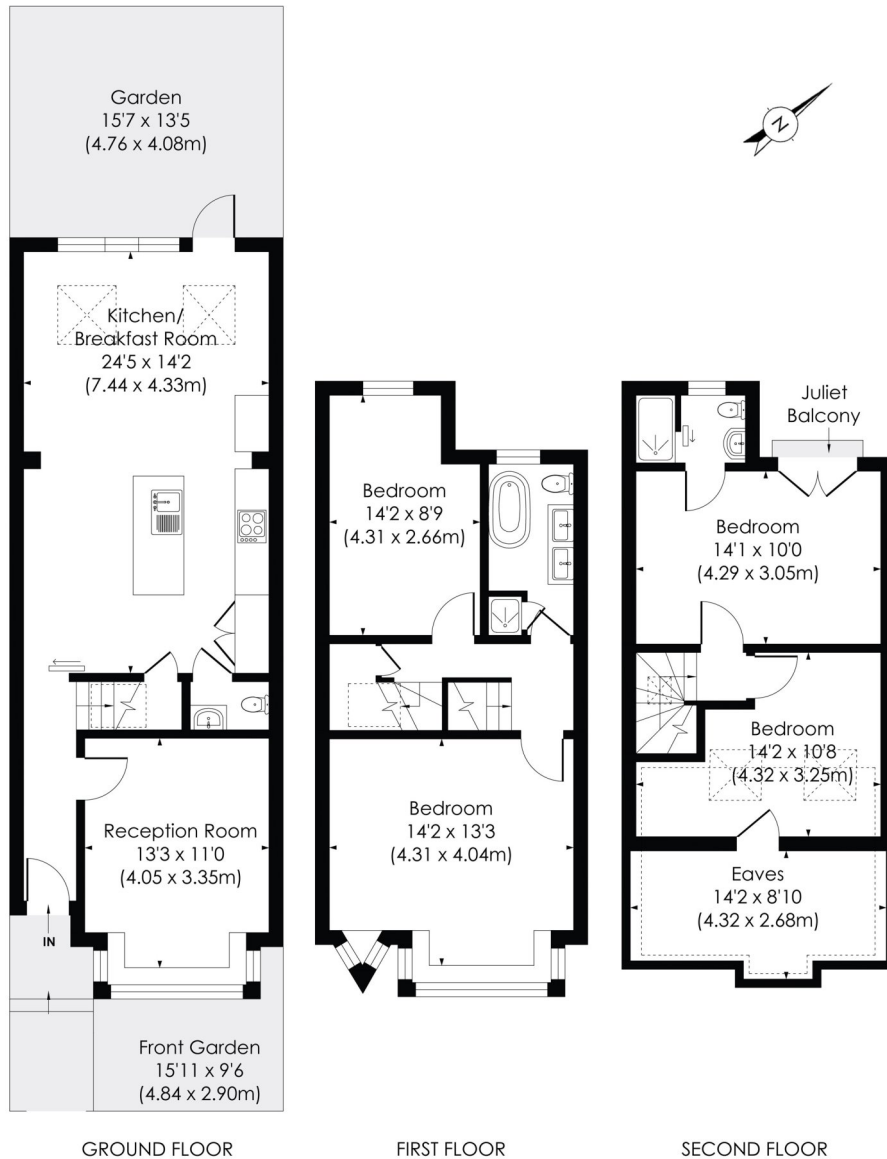 Garden
15'7 x 13'5
(4.76 x 4.08m)
N
Kitchen/
Breakfast Room
24'5 x 14'2
(7.44 x 4.33m)
Reception Room
13'3 x 11'0
(4.05 x 3.35m)
IN
Front Garden
15'11 x 9'6
(4.84 x 2.90m)
GROUND FLOOR
Bedroom
14'2 x 8'9
(4.31 x 2.66m)
Bedroom
14'2 x 13'3
(4.31 x 4.04m)
FIRST FLOOR
Juliet
Balcony
Bedroom
14'1 x 10'0
(4.29 x 3.05m)
Bedroom
14'2 x 10'8
(4.32 x 3.25m)
Eaves
14'2 x 8'10
(4.32 x 2.68m)
SECOND FLOOR